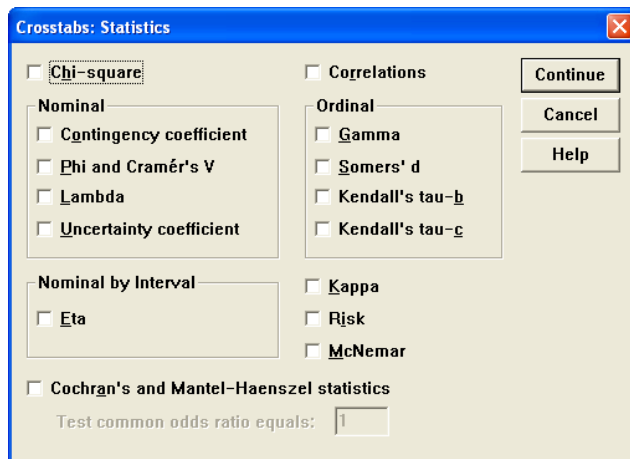 Crosstabs: Statistics
Chi-square
Correlations
Continue
Cancel
Help
Nominal
Contingency coefficient
Phi and Cramér's V
Lambda
Uncertainty coefficient
Ordinal
Gamma
Somers' d
Kendall's tau-b
Kendall's tau-c
Nominal by Interval
Eta
Kappa
Risk
McNemar
Cochran's and Mantel-Haenszel statistics
Test common odds ratio equals: 1